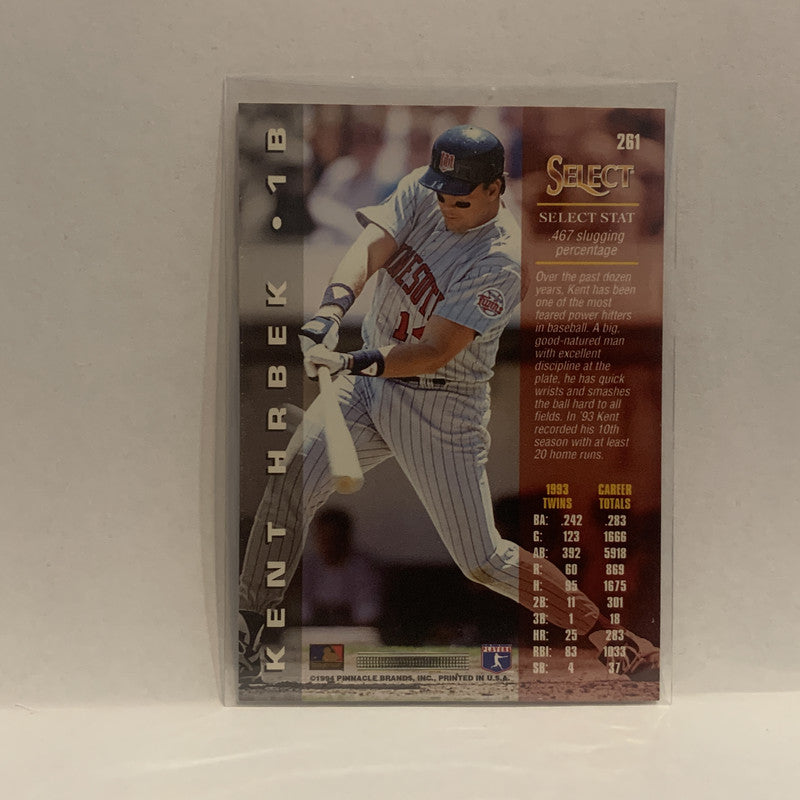 KENT HRBEK • 1B
261
SELECT
SELECT STAT
.467 slugging
percentage
Over the past dozen
years, Kent has been
one of the most
feared power hitters
in baseball. A big,
good-natured man
with excellent
discipline at the
plate, he has quick
wrists and smashes
the ball hard to all
fields. In '93 Kent
recorded his 10th
season with at least
20 home runs.
1993 CAREER
TWINS TOTALS
BA: .242 .283
G: 123 1666
AB: 392 5918
R: 60 869
H: 95 1675
2B: 11 301
3B: 1 18
HR: 25 283
RBI: 83 1033
SB: 4 37
MINNESOTA
14
TWINS
PLAYERS
©1994 PINNACLE BRANDS, INC., PRINTED IN U.S.A.